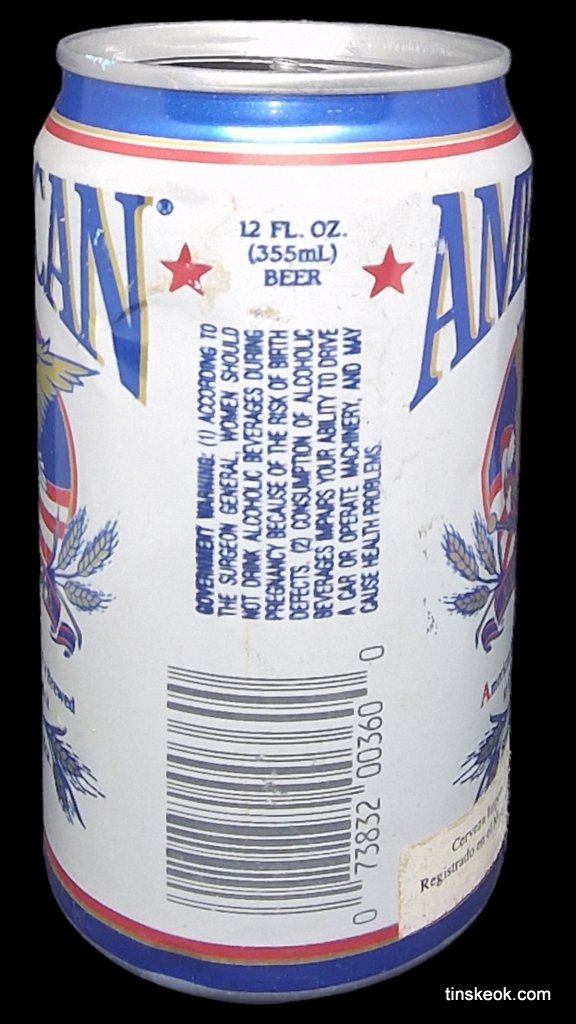 CAN®
12 FL. OZ.
(355mL)
BEER
AM
GOVERNMENT WARNING: (1) ACCORDING TO
THE SURGEON GENERAL, WOMEN SHOULD
NOT DRINK ALCOHOLIC BEVERAGES DURING
PREGNANCY BECAUSE OF THE RISK OF BIRTH
DEFECTS. (2) CONSUMPTION OF ALCOHOLIC
BEVERAGES IMPAIRS YOUR ABILITY TO DRIVE
A CAR OR OPERATE MACHINERY, AND MAY
CAUSE HEALTH PROBLEMS.
0 73832 00360 0
Cerveza
Registrado en el
tinskeok.com